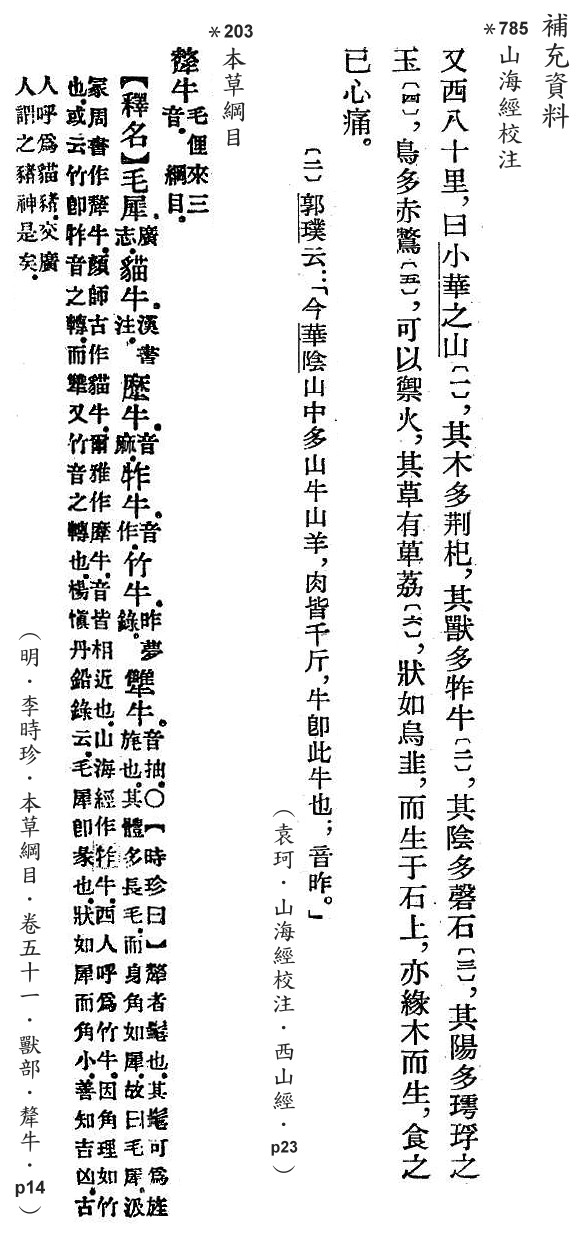 補充資料
*785
山海經校注
又西八十里,曰小華之山〔一〕,其木多荆杞,其獸多㸲牛〔二〕,其陰多磬石〔三〕,其陽多㻬琈之
玉〔四〕,鳥多赤鷩〔五〕,可以禦火,其草有萆荔〔六〕,狀如烏韭,而生于石上,亦緣木而生,食之
已心痛。
〔二〕郭璞云:「今華陰山中多山牛山羊,肉皆千斤,牛即此牛也;音昨。」
(袁珂.山海經校注.西山經.p23)
*203
本草綱目
犛牛毛俚來三音。綱目。
【釋名】毛犀廣志。貓牛漢書注。㹈牛音麻。㸲牛音作。竹牛昨夢錄。犨牛音抽。○【時珍曰】犛者髦也。其髦可為旌旄也。其體多長毛。而身角如犀。故曰毛犀。汲
冢周書作犛牛。顏師古作貓牛。爾雅作摩牛。音皆相近也。山海經作㸲牛。西人呼為竹牛。因角理如竹
也。或云竹即㸲音之轉。而犨又竹音之轉也。楊慎丹鉛錄云。毛犀即彖也。狀如犀而角小。善知吉凶。古
人呼為貓豬。交廣
人謂之豬神是矣。
(明.李時珍.本草綱目.卷五十一.獸部.犛牛.p14)